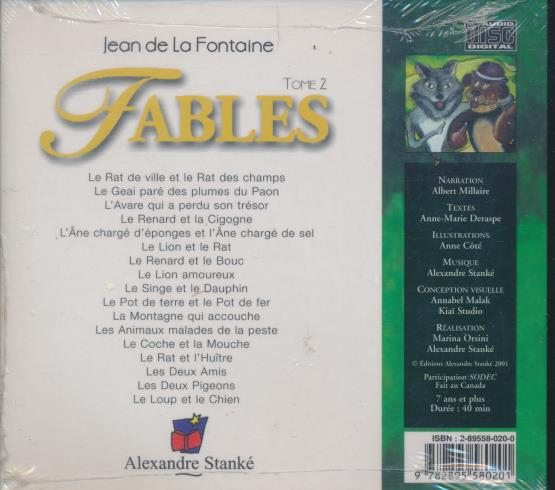 Jean de La Fontaine
TOME 2
FABLES
Le Rat de ville et le Rat des champs
Le Geai paré des plumes du Paon
L'Avare qui a perdu son trésor
Le Renard et la Cigogne
L'Âne chargé d'éponges et l'Âne chargé de sel
Le Lion et le Rat
Le Renard et le Bouc
Le Lion amoureux
Le Singe et le Dauphin
Le Pot de terre et le Pot de fer
La Montagne qui accouche
Les Animaux malades de la peste
Le Coche et la Mouche
Le Rat et l'Huître
Les Deux Amis
Les Deux Pigeons
Le Loup et le Chien
Alexandre Stanké
DISC
DIGITAL AUDIO
NARRATION
Albert Millaire
TEXTES
Anne-Marie Deraspe
ILLUSTRATIONS
Anne Côté
MUSIQUE
Alexandre Stanké
CONCEPTION VISUELLE
Annabel Malak
Kiaï Studio
RÉALISATION
Marina Orsini
Alexandre Stanké
© Éditions Alexandre Stanké 2001
Participation SODEC
Fait au Canada
7 ans et plus
Durée : 40 min
ISBN : 2-89558-020-0
9 782895 580201